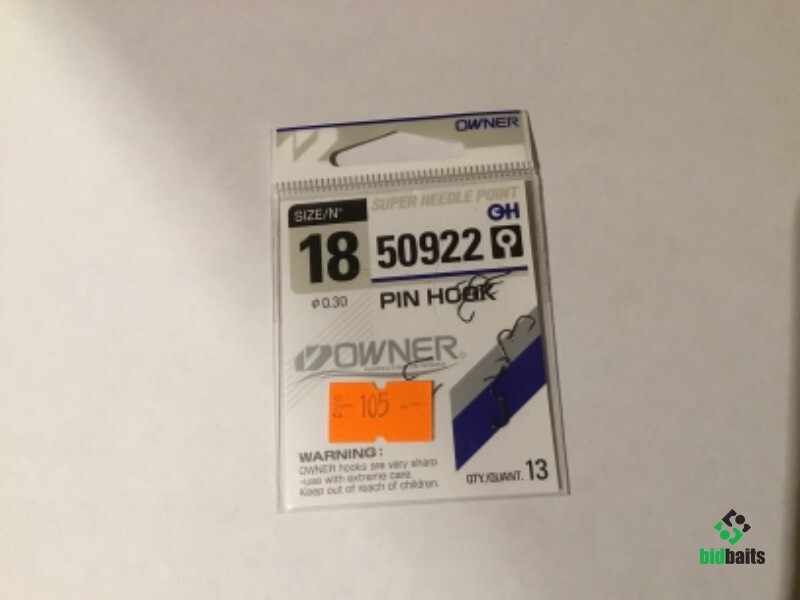 OWNER
SUPER NEEDLE POINT
SIZE/N°
18
50922
ø 0.30
PIN HOOK
OWNER®
105 --
WARNING:
OWNER hooks are very sharp
-use with extreme care.
Keep out of reach of children.
QTY./QUANT. 13
bidbaits